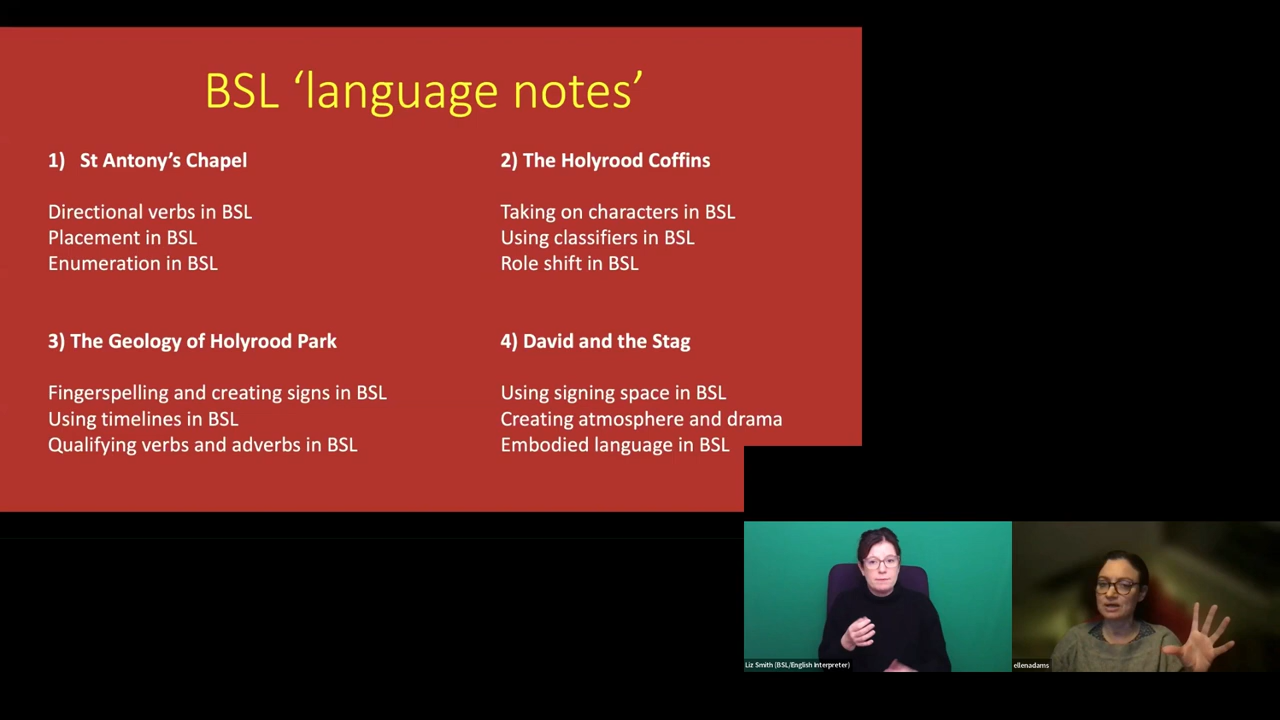 BSL ‘language notes’
1) St Antony’s Chapel
Directional verbs in BSL
Placement in BSL
Enumeration in BSL
2) The Holyrood Coffins
Taking on characters in BSL
Using classifiers in BSL
Role shift in BSL
3) The Geology of Holyrood Park
Fingerspelling and creating signs in BSL
Using timelines in BSL
Qualifying verbs and adverbs in BSL
4) David and the Stag
Using signing space in BSL
Creating atmosphere and drama
Embodied language in BSL
Liz Smith (BSL/English Interpreter)
ellenadams